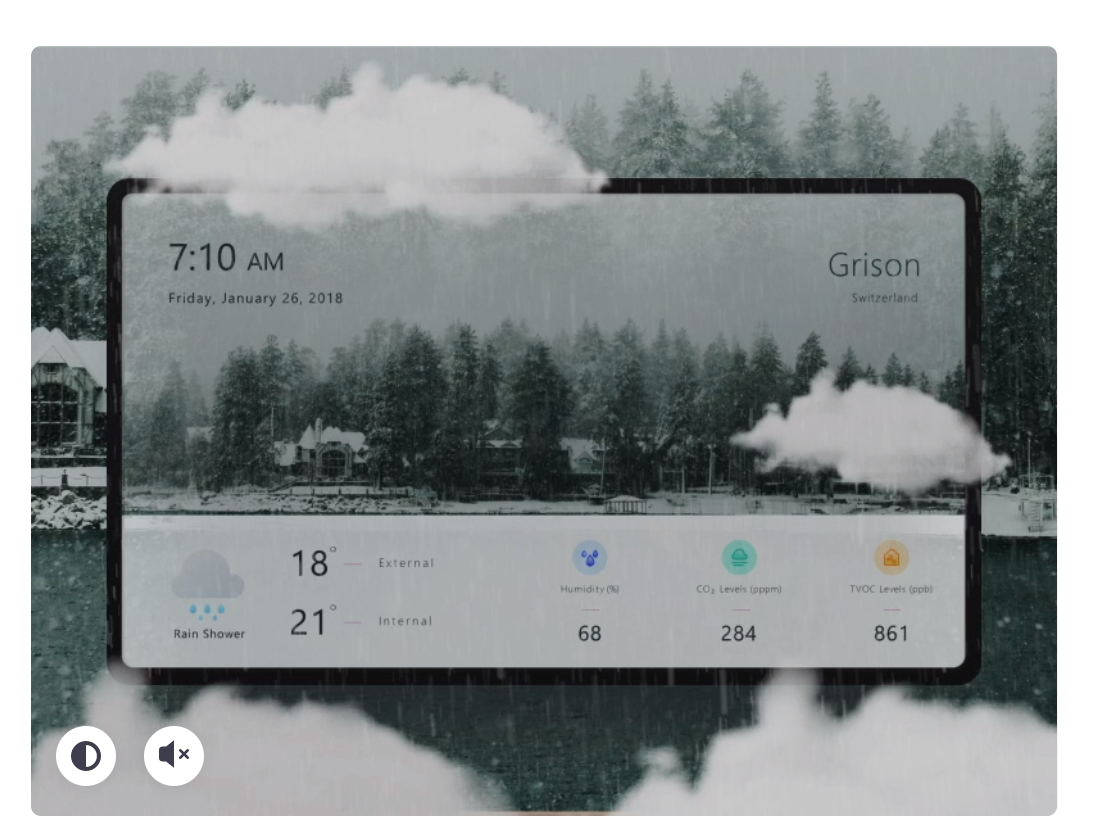 7:10 AM
Friday, January 26, 2018
Grison
Switzerland
18° External
21° Internal
Rain Shower
Humidity (%)
68
CO₂ Levels (pppm)
284
TVOC Levels (ppb)
861